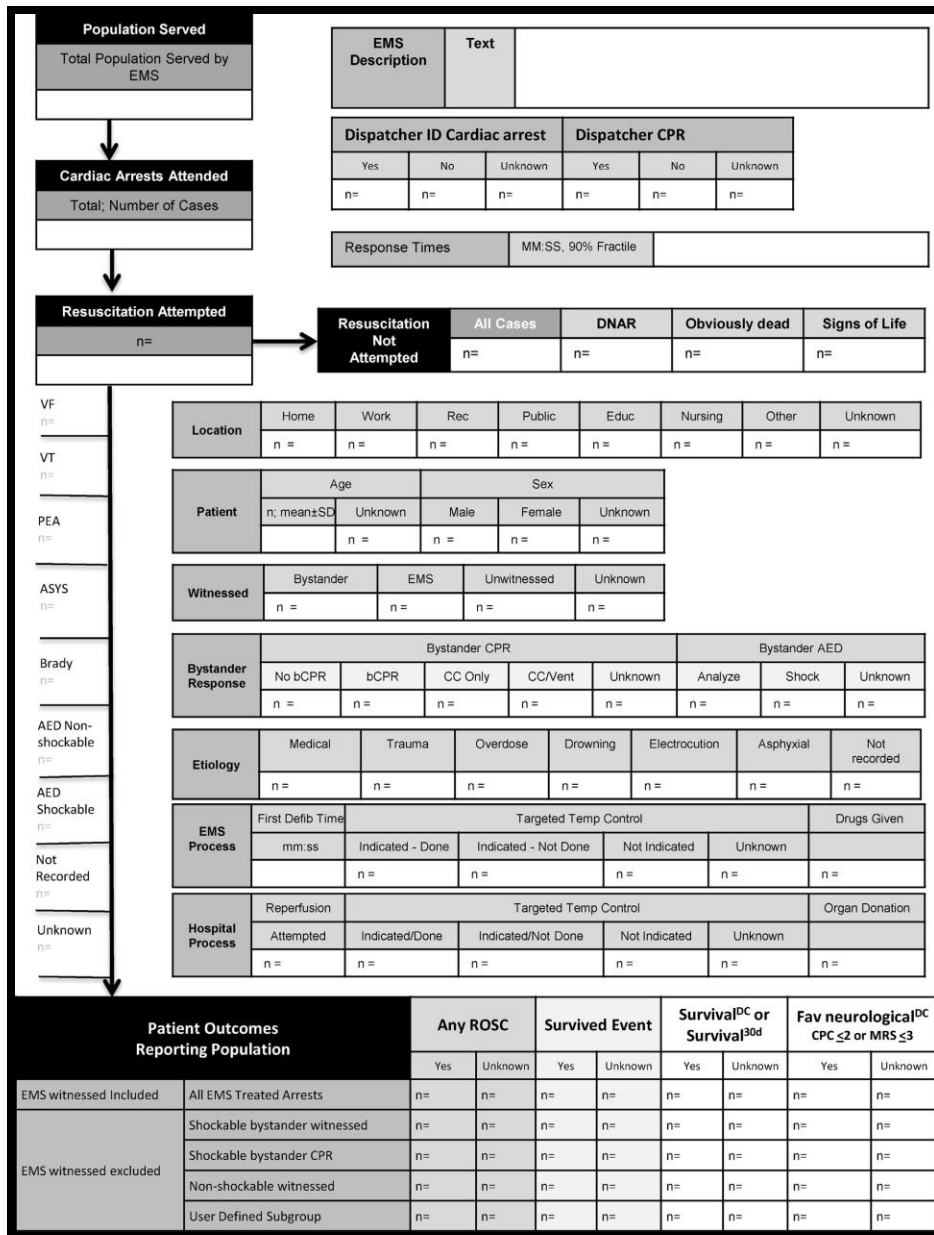 Population Served
Total Population Served by
EMS
EMS
Description
Text
Dispatcher ID Cardiac arrest Dispatcher CPR
Yes No Unknown Yes No Unknown
n= n= n= n= n= n=
Cardiac Arrests Attended
Total; Number of Cases
Response Times MM:SS, 90% Fractile
Resuscitation Attempted
n=
Resuscitation
Not
Attempted
All Cases DNAR Obviously dead Signs of Life
n= n= n= n=
VF
n=
VT
n=
PEA
n=
ASYS
n=
Brady
n=
AED Non-
shockable
n=
AED
Shockable
n=
Not
Recorded
n=
Unknown
n=
Location
Home Work Rec Public Educ Nursing Other Unknown
n = n = n = n = n = n = n = n =
Patient
Age Sex
n; mean±SD Unknown Male Female Unknown
n = n = n = n =
Witnessed
Bystander EMS Unwitnessed Unknown
n = n = n = n =
Bystander
Response
Bystander CPR Bystander AED
No bCPR bCPR CC Only CC/Vent Unknown Analyze Shock Unknown
n = n = n = n = n = n = n = n =
Etiology
Medical Trauma Overdose Drowning Electrocution Asphyxial Not
recorded
n = n = n = n = n = n = n =
EMS
Process
First Defib Time Targeted Temp Control Drugs Given
mm:ss Indicated - Done Indicated - Not Done Not Indicated Unknown
n = n = n = n = n =
Hospital
Process
Reperfusion Targeted Temp Control Organ Donation
Attempted Indicated/Done Indicated/Not Done Not Indicated Unknown
n = n = n = n = n = n =
Patient Outcomes
Reporting Population
Any ROSC Survived Event Survival^DC or
Survival^30d
Fav neurological^DC
CPC ≤2 or MRS ≤3
Yes Unknown Yes Unknown Yes Unknown Yes Unknown
EMS witnessed Included All EMS Treated Arrests n= n= n= n= n= n= n= n=
EMS witnessed excluded
Shockable bystander witnessed n= n= n= n= n= n= n= n=
Shockable bystander CPR n= n= n= n= n= n= n= n=
Non-shockable witnessed n= n= n= n= n= n= n= n=
User Defined Subgroup n= n= n= n= n= n= n= n=